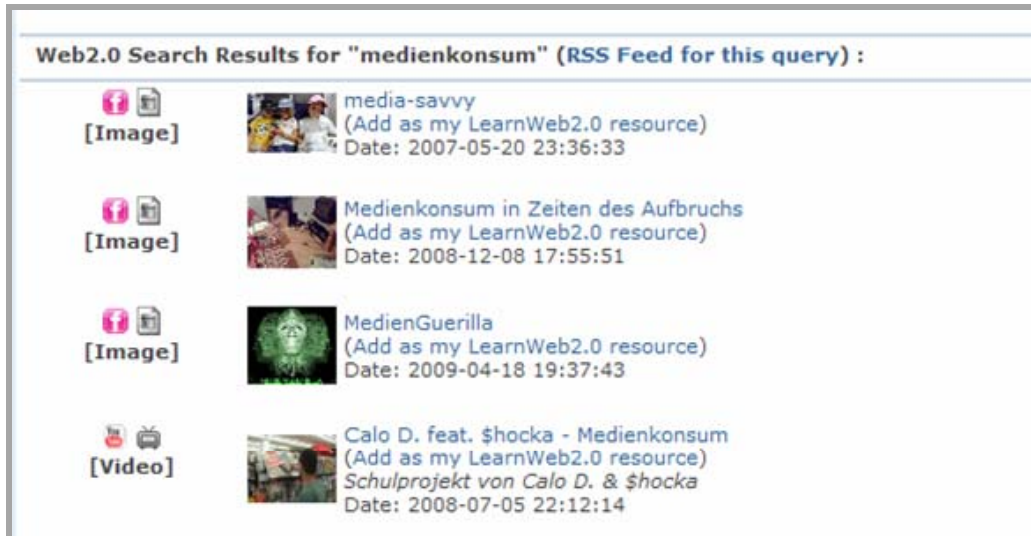 Web2.0 Search Results for "medienkonsum" (RSS Feed for this query) :
[Image]
media-savvy
(Add as my LearnWeb2.0 resource)
Date: 2007-05-20 23:36:33
[Image]
Medienkonsum in Zeiten des Aufbruchs
(Add as my LearnWeb2.0 resource)
Date: 2008-12-08 17:55:51
[Image]
MedienGuerilla
(Add as my LearnWeb2.0 resource)
Date: 2009-04-18 19:37:43
You Tube
[Video]
Calo D. feat. $hocka - Medienkonsum
(Add as my LearnWeb2.0 resource)
Schulprojekt von Calo D. & $hocka
Date: 2008-07-05 22:12:14